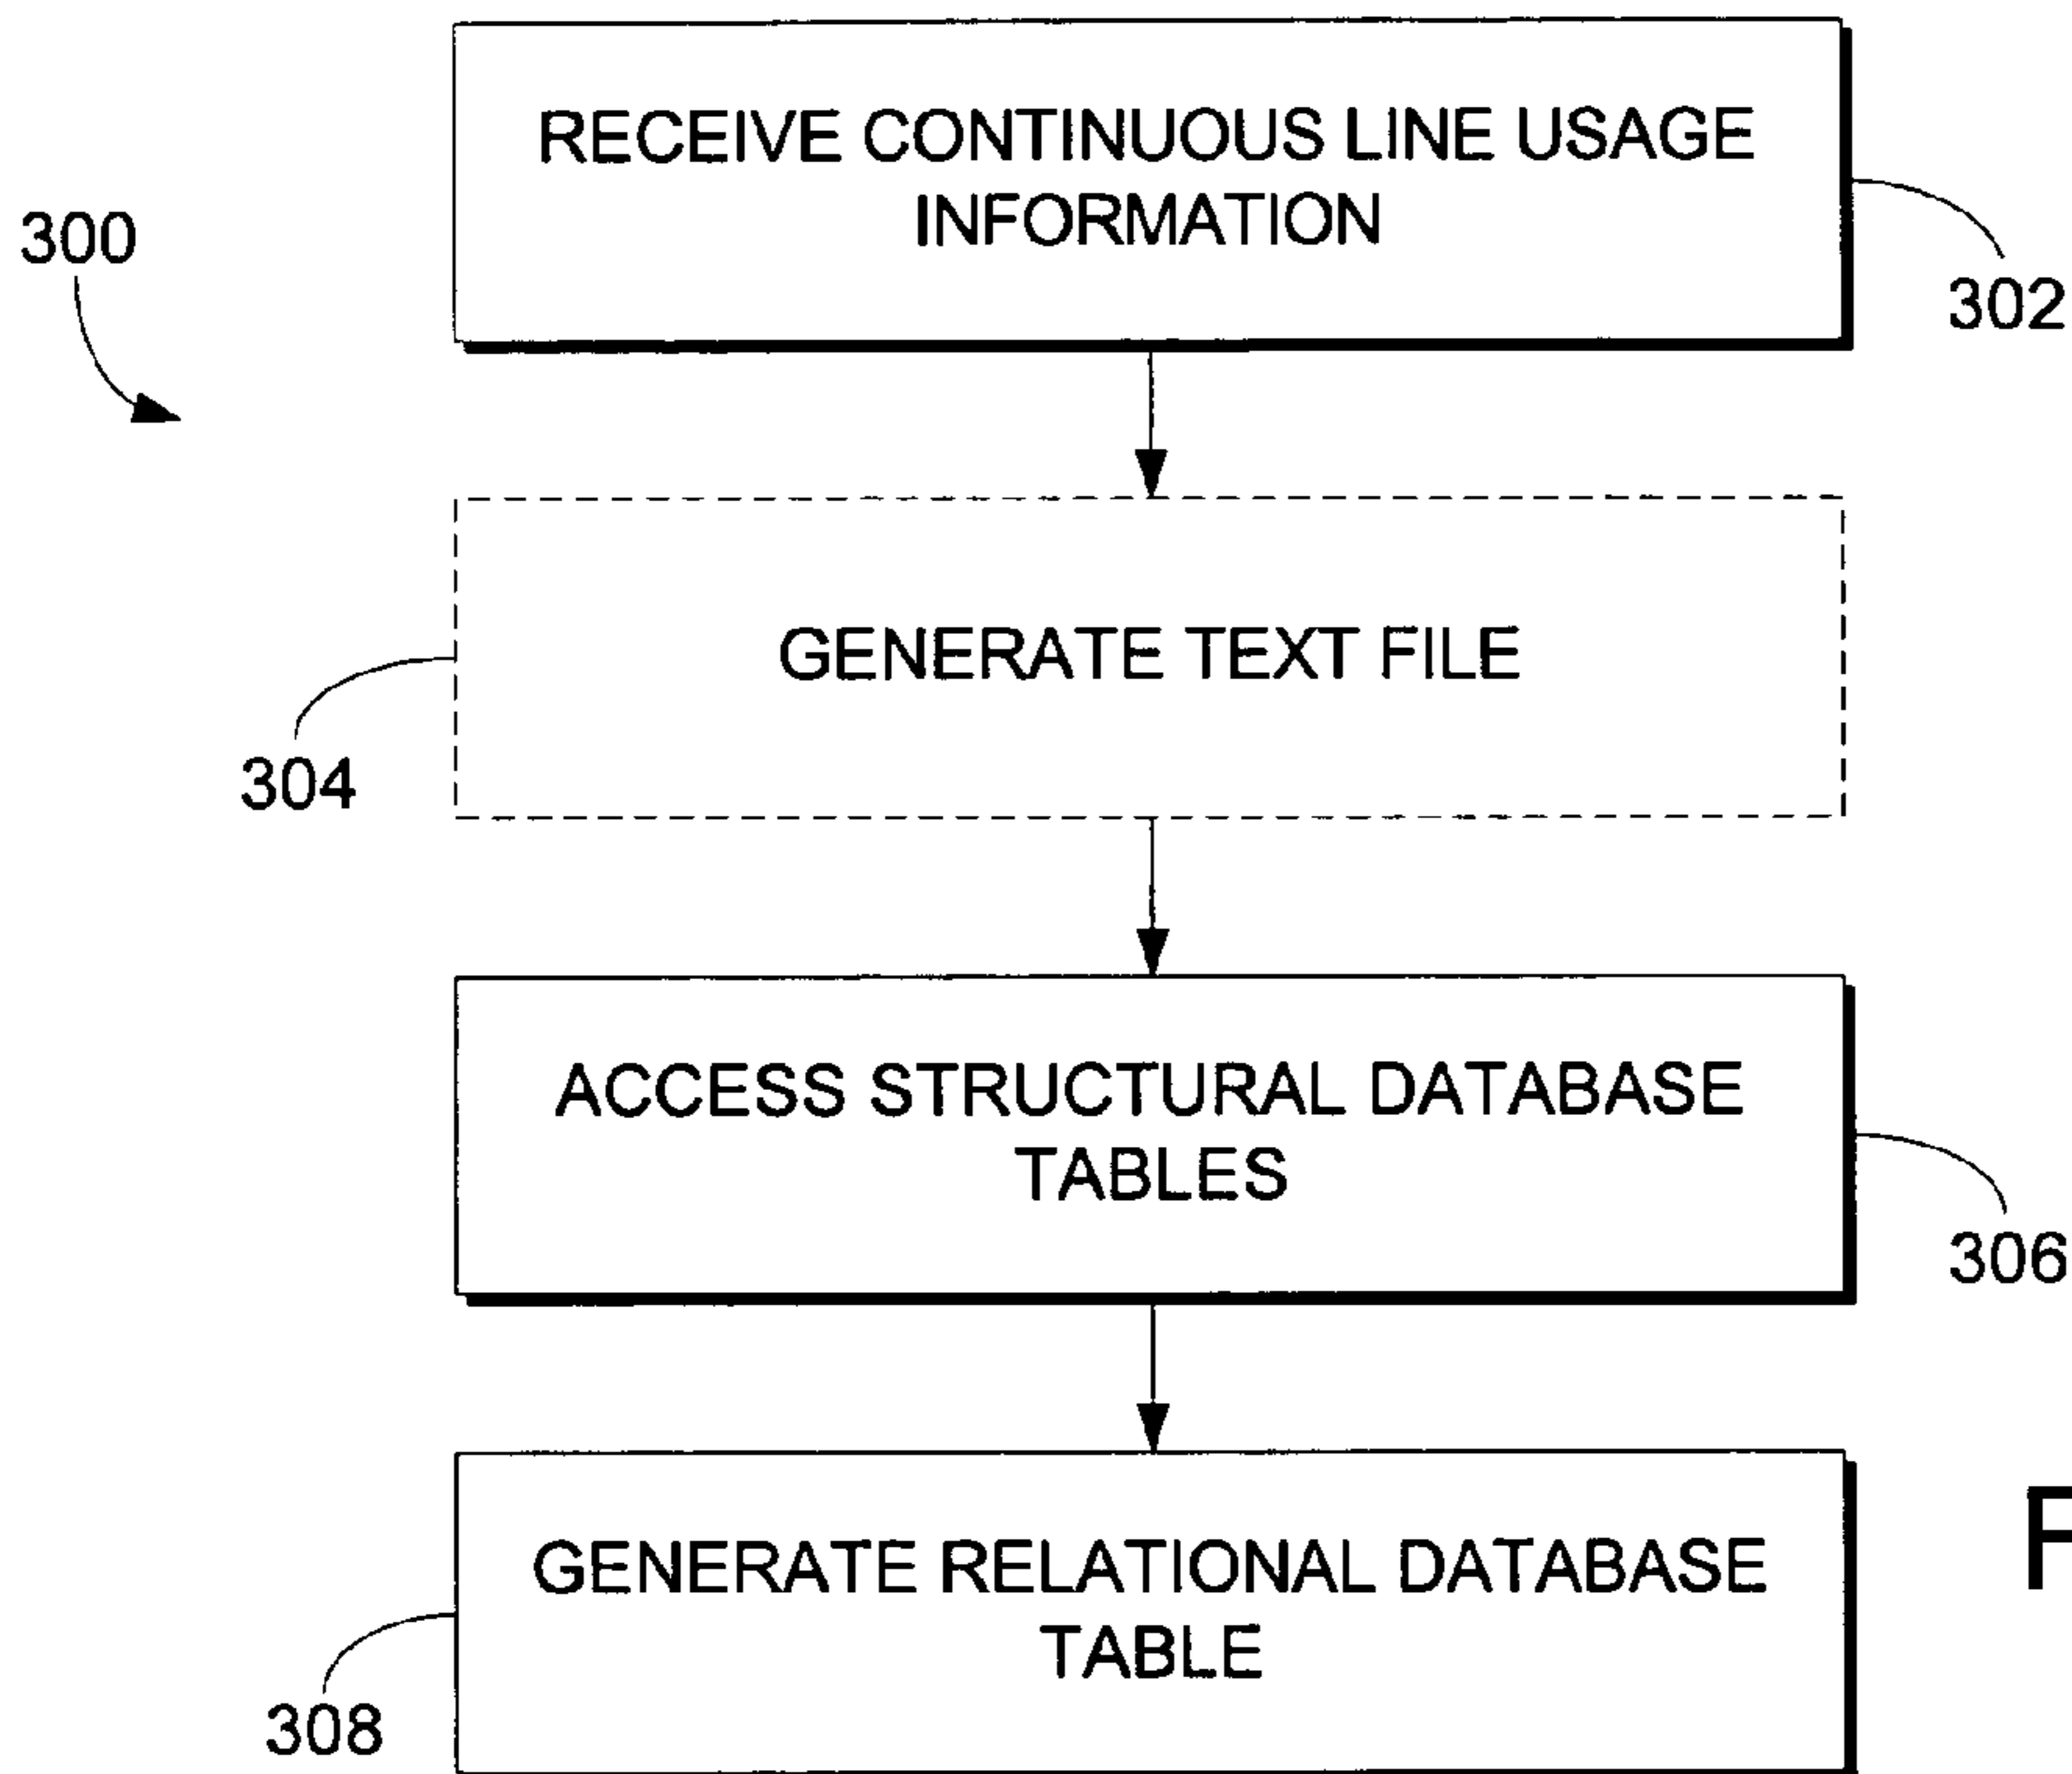 RECEIVE CONTINUOUS LINE USAGE
INFORMATION
300
302
GENERATE TEXT FILE
304
ACCESS STRUCTURAL DATABASE
TABLES
306
GENERATE RELATIONAL DATABASE
TABLE
308
F